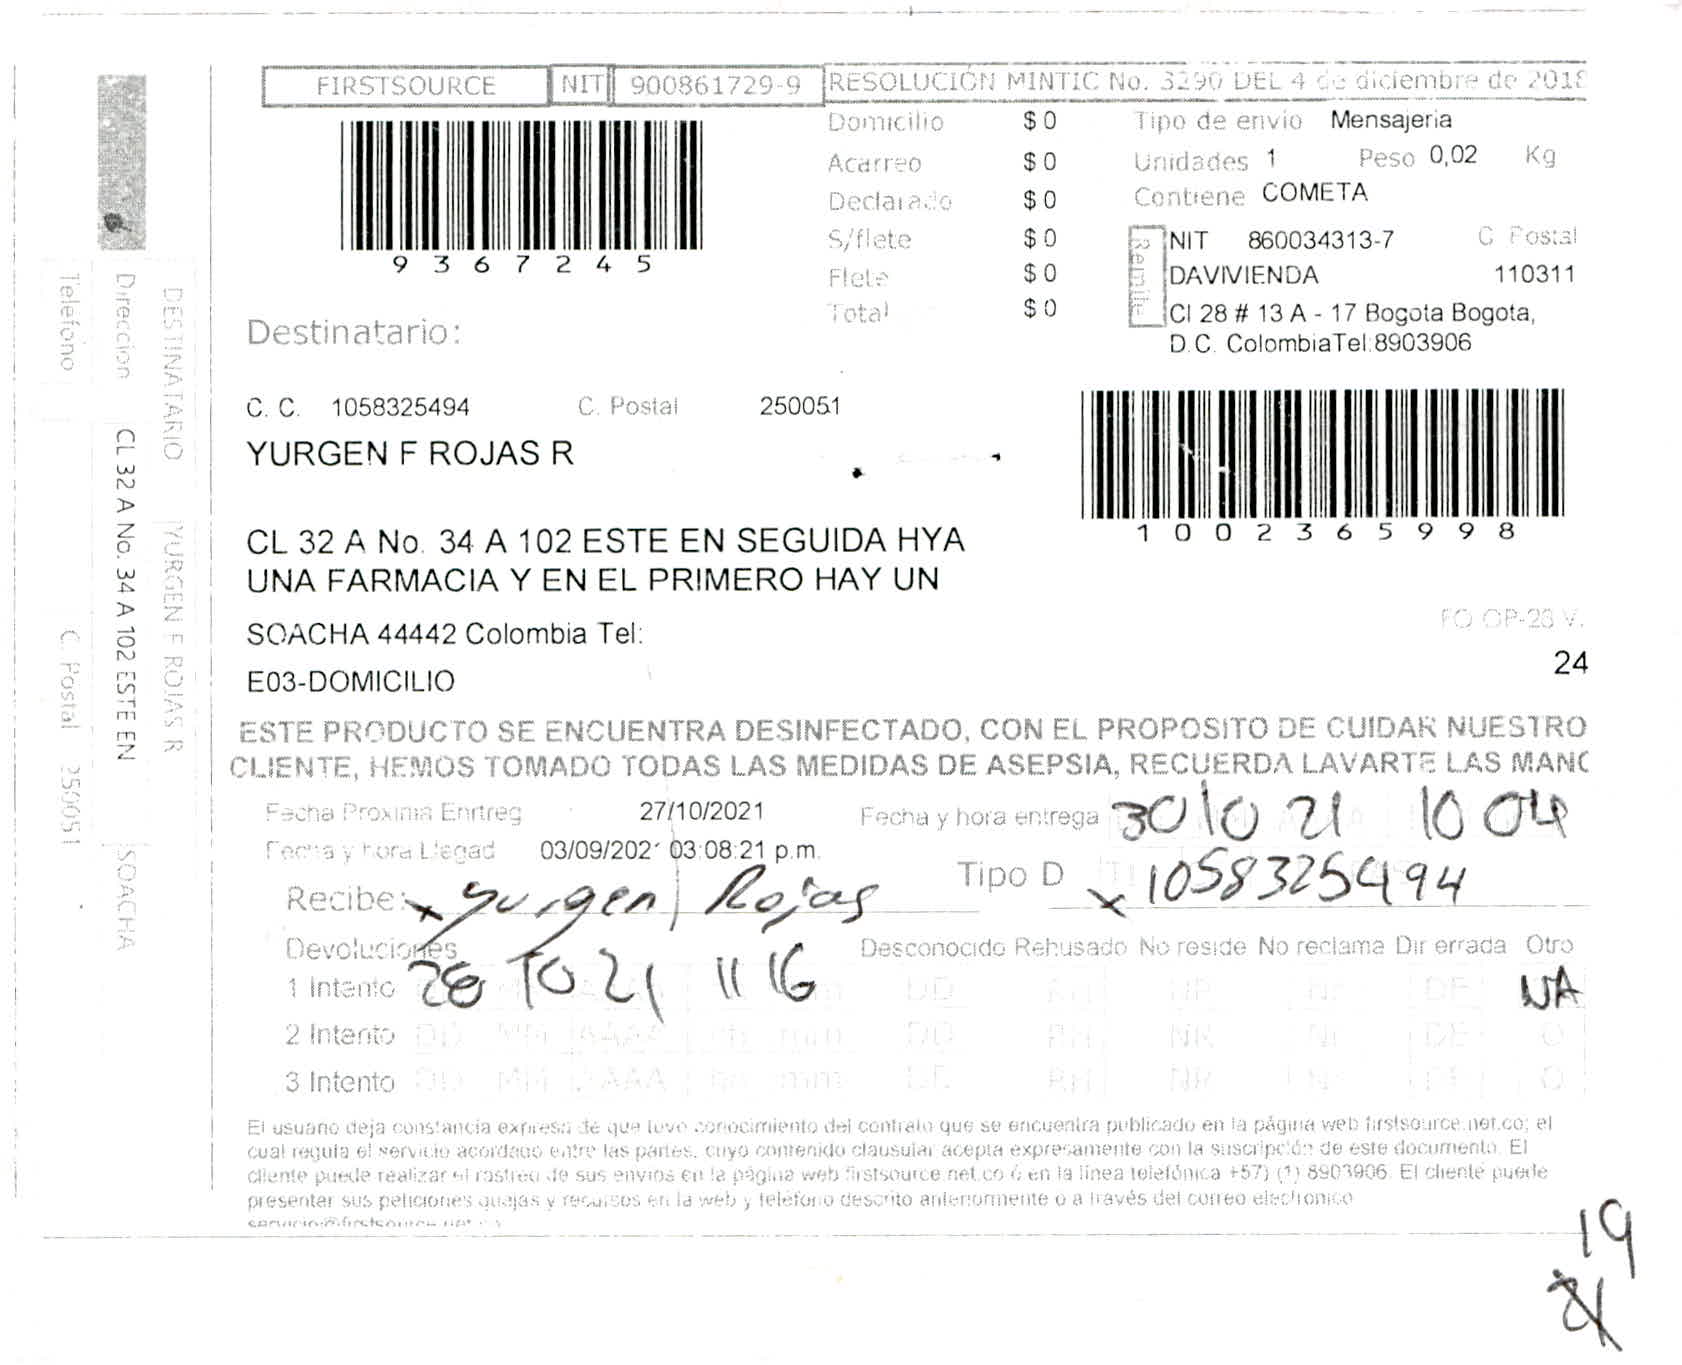 FIRSTSOURCE NIT 900861729-9 RESOLUCIÓN MINTIC No. 3290 DEL 4 de diciembre de 2018
9367245
Domicilio $ 0
Acarreo $ 0
Declarado $ 0
S/flete $ 0
Flete $ 0
Total $ 0
Tipo de envio Mensajeria
Unidades 1 Peso 0,02 Kg
Contiene COMETA
Remite
NIT 860034313-7 C Postal
DAVIVIENDA 110311
Cl 28 # 13 A - 17 Bogota Bogota,
D.C. ColombiaTel:8903906
Destinatario:
C. C. 1058325494 C. Postal 250051
YURGEN F ROJAS R
10023365998
CL 32 A No. 34 A 102 ESTE EN SEGUIDA HYA
UNA FARMACIA Y EN EL PRIMERO HAY UN
SOACHA 44442 Colombia Tel:
E03-DOMICILIO
FO OP-28 V.
24
ESTE PRODUCTO SE ENCUENTRA DESINFECTADO, CON EL PROPOSITO DE CUIDAR NUESTRO
CLIENTE, HEMOS TOMADO TODAS LAS MEDIDAS DE ASEPSIA, RECUERDA LAVARTE LAS MANO
Fecha Proxima Enrtreg 27/10/2021
Fecha y hora entrega 30 10 21 10 04
Fecha y hora Llegad 03/09/2021 03:08:21 p.m.
Recibe: x Yurgen Rojas
Tipo D x 1058325494
Devoluciones Desconocido Rehusado No reside No reclama Dir errada Otro
1 Intento 28 10 21 11 16 DD RH NR Nr DE NA
2 Intento DD MM AAAA hh mm DD RH NR Nr DE O
3 Intento DD MM AAAA hh mm DD RH NR Nr DE O
El usuario deja constancia expresa de que tuvo conocimiento del contrato que se encuentra publicado en la página web firstsource.net.co; el
cual regula el servicio acordado entre las partes, cuyo contenido clausular acepta expresamente con la suscripción de este documento. El
cliente puede realizar el rastreo de sus envios en la página web firstsource.net.co ó en la línea telefónica +57) (1) 8903906. El cliente puede
presentar sus peticiones quejas y recursos en la web y teléfono descrito anteriormente o a través del correo electronico
servicio@firstsource.net.co
19
DESTINATARIO YURGEN F ROJAS R
Direccion CL 32 A No. 34 A 102 ESTE EN SOACHA
Telefono C. Postal 250051